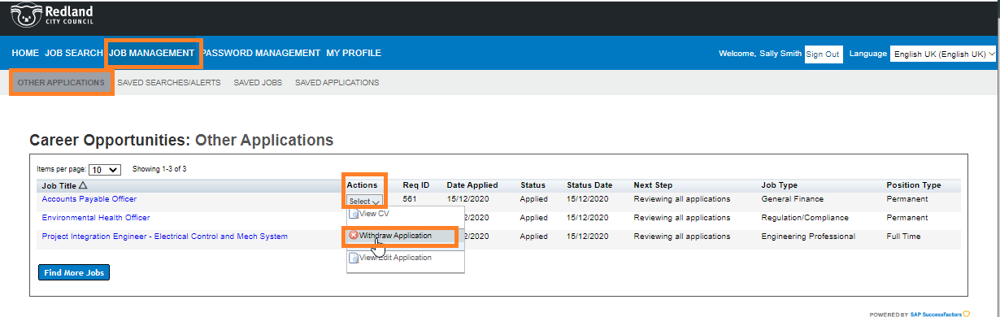 Redland
CITY COUNCIL
HOME JOB SEARCH JOB MANAGEMENT PASSWORD MANAGEMENT MY PROFILE Welcome, Sally Smith Sign Out Language English UK (English UK)
OTHER APPLICATIONS SAVED SEARCHES/ALERTS SAVED JOBS SAVED APPLICATIONS
Career Opportunities: Other Applications
Items per page: 10 Showing 1-3 of 3
Job Title Actions Req ID Date Applied Status Status Date Next Step Job Type Position Type
Accounts Payable Officer Select 561 15/12/2020 Applied 15/12/2020 Reviewing all applications General Finance Permanent
View CV
Environmental Health Officer 2/2020 Applied 15/12/2020 Reviewing all applications Regulation/Compliance Permanent
Project Integration Engineer - Electrical Control and Mech System Withdraw Application 2/2020 Applied 15/12/2020 Reviewing all applications Engineering Professional Full Time
View/Edit Application
Find More Jobs
POWERED BY SAP SuccessFactors